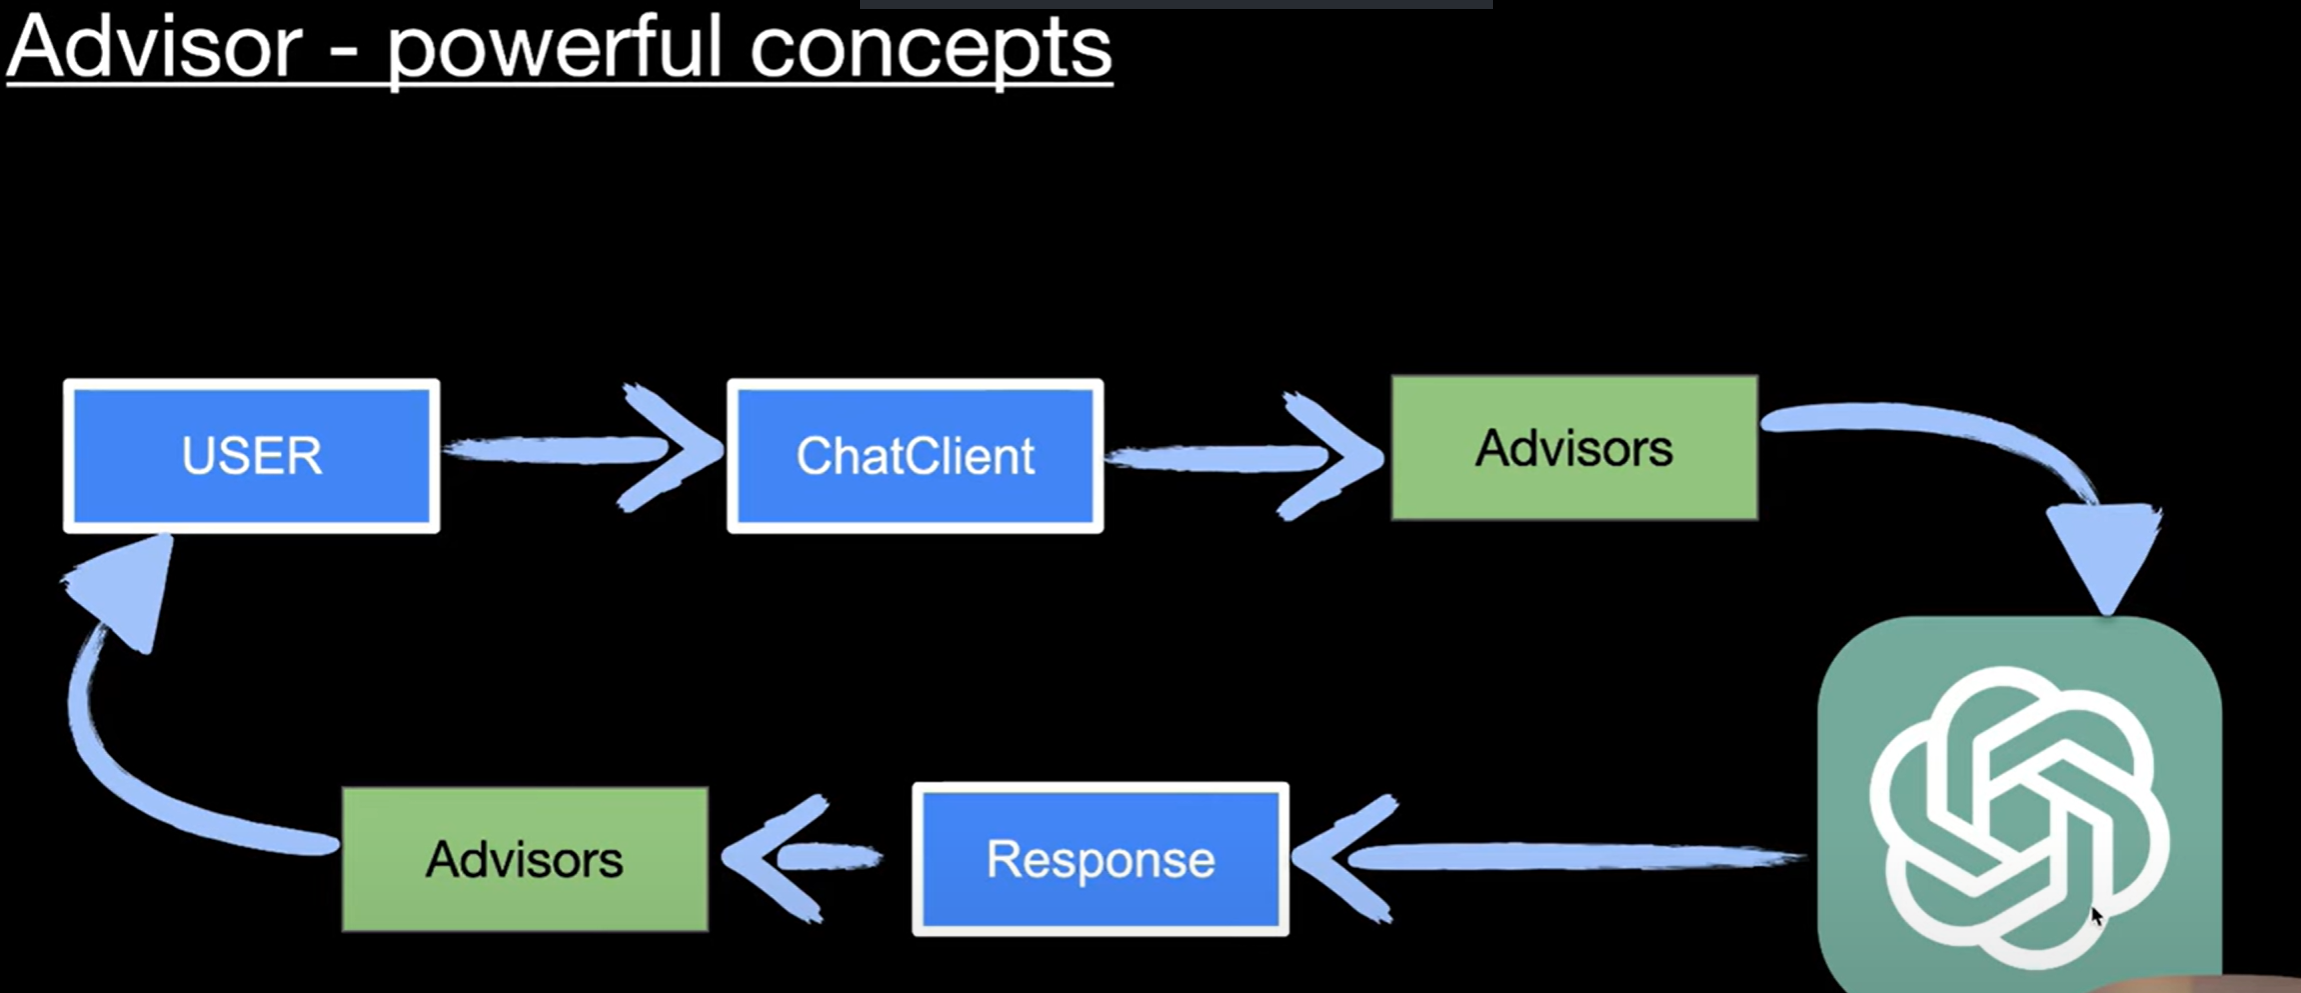 Advisor - powerful concepts
USER
ChatClient
Advisors
Advisors
Response